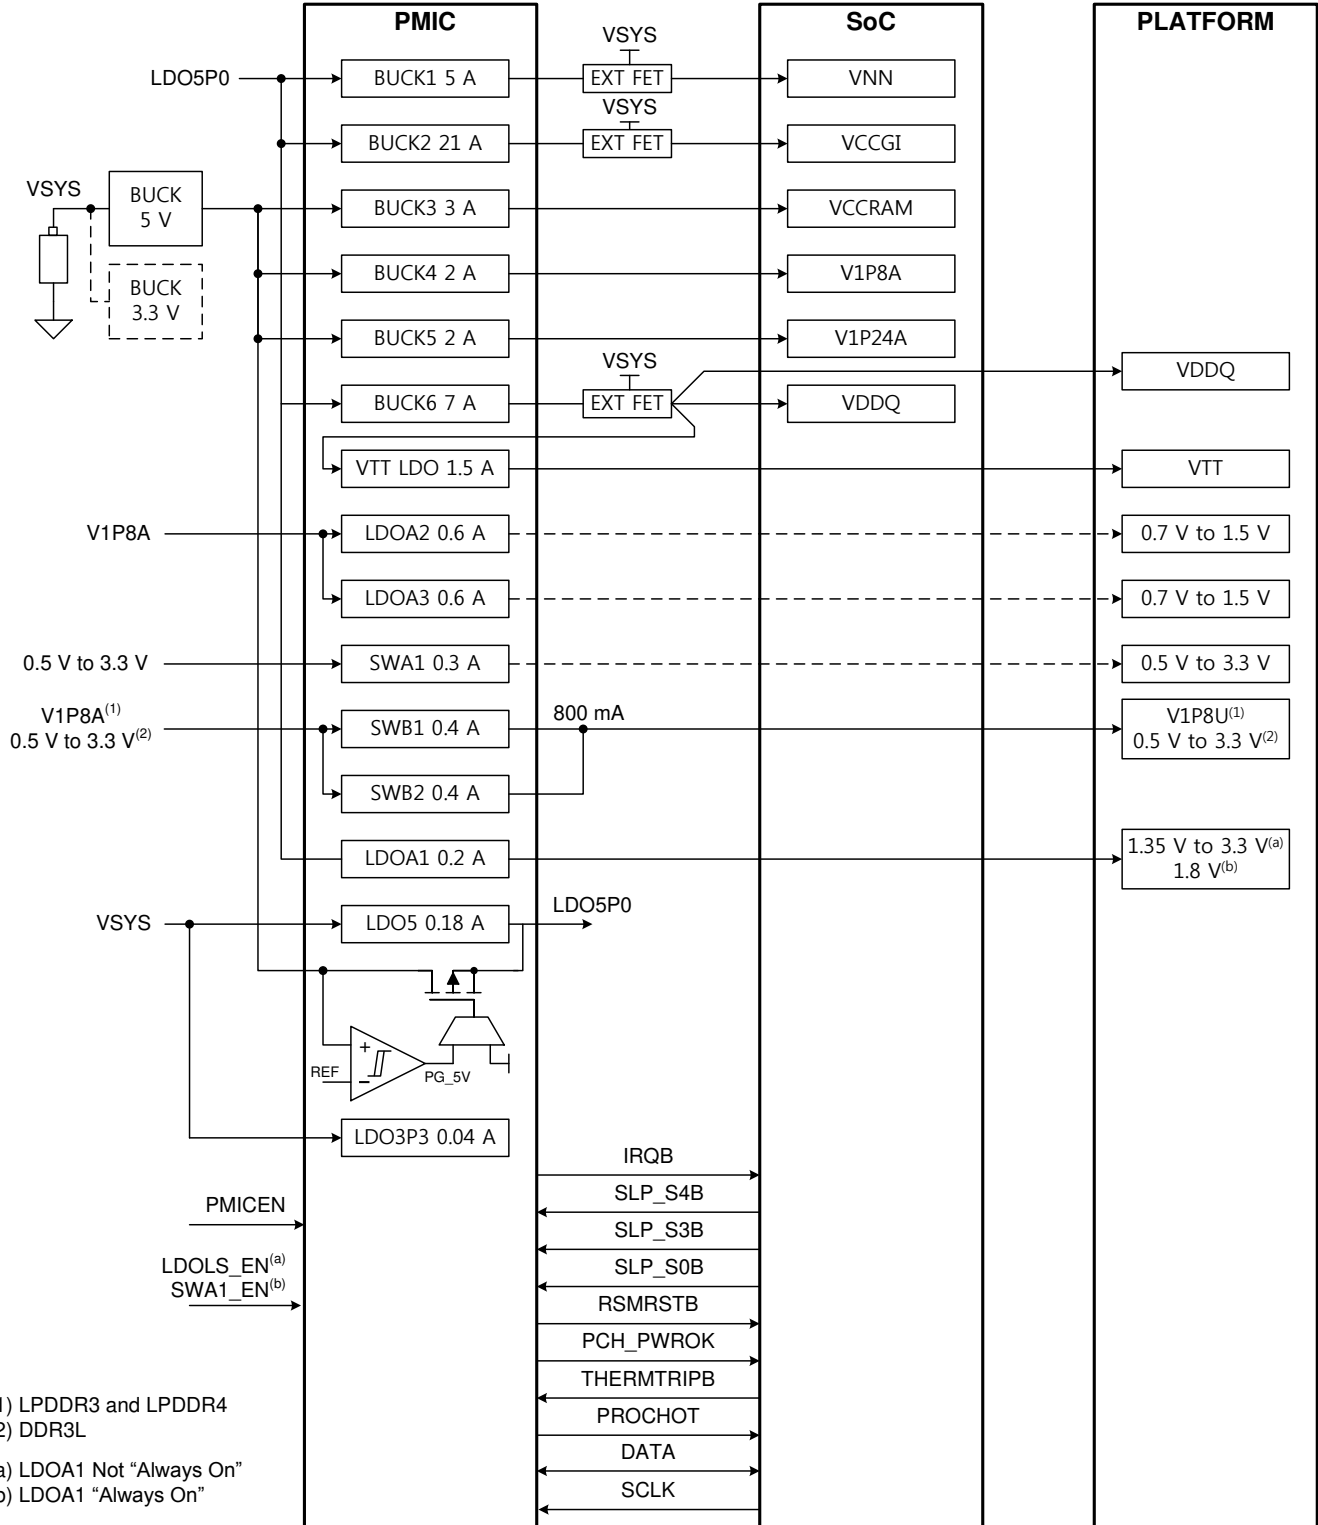 PMIC
SoC
PLATFORM
VSYS
LDO5P0
BUCK1 5 A
EXT FET
VNN
VSYS
BUCK2 21 A
EXT FET
VCCGI
VSYS
BUCK
5 V
BUCK3 3 A
VCCRAM
BUCK
3.3 V
BUCK4 2 A
V1P8A
BUCK5 2 A
V1P24A
VSYS
VDDQ
BUCK6 7 A
EXT FET
VDDQ
VTT LDO 1.5 A
VTT
V1P8A
LDOA2 0.6 A
0.7 V to 1.5 V
LDOA3 0.6 A
0.7 V to 1.5 V
0.5 V to 3.3 V
SWA1 0.3 A
0.5 V to 3.3 V
V1P8A(1)
0.5 V to 3.3 V(2)
SWB1 0.4 A
800 mA
V1P8U(1)
0.5 V to 3.3 V(2)
SWB2 0.4 A
LDOA1 0.2 A
1.35 V to 3.3 V(a)
1.8 V(b)
VSYS
LDO5 0.18 A
LDO5P0
+
REF
–
PG_5V
LDO3P3 0.04 A
IRQB
SLP_S4B
PMICEN
SLP_S3B
LDOLS_EN(a)
SWA1_EN(b)
SLP_S0B
RSMRSTB
PCH_PWROK
THERMTRIPB
PROCHOT
DATA
SCLK
1) LPDDR3 and LPDDR4
2) DDR3L
a) LDOA1 Not “Always On”
b) LDOA1 “Always On”